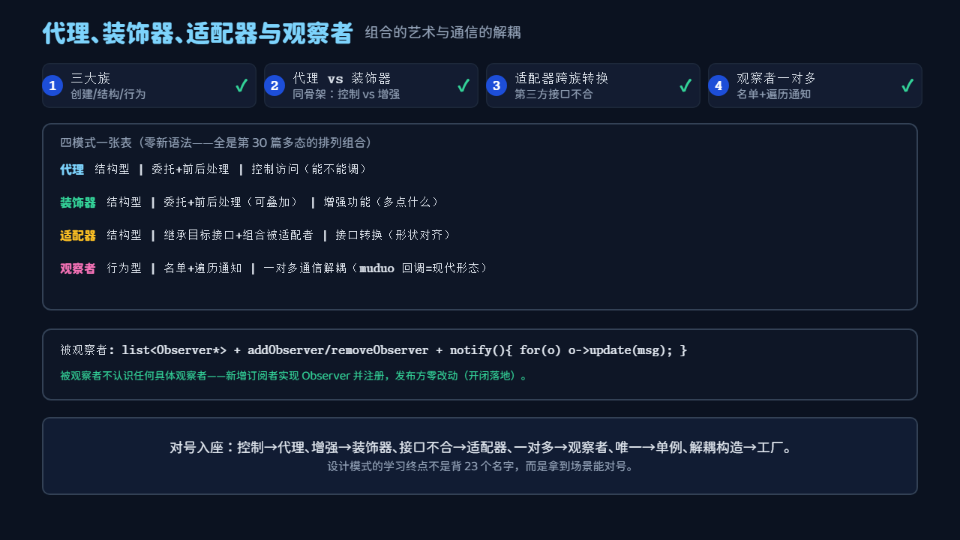 代理、装饰器、适配器与观察者 组合的艺术与通信的解耦
1 三大族 ✓
创建/结构/行为
2 代理 vs 装饰器 ✓
同骨架：控制 vs 增强
3 适配器跨族转换 ✓
第三方接口不合
4 观察者一对多 ✓
名单+遍历通知
四模式一张表（零新语法——全是第 30 篇多态的排列组合）
代理 结构型 | 委托+前后处理 | 控制访问（能不能调）
装饰器 结构型 | 委托+前后处理（可叠加） | 增强功能（多点什么）
适配器 结构型 | 继承目标接口+组合被适配者 | 接口转换（形状对齐）
观察者 行为型 | 名单+遍历通知 | 一对多通信解耦（muduo 回调=现代形态）
被观察者: list<Observer*> + addObserver/removeObserver + notify(){ for(o) o->update(msg); }
被观察者不认识任何具体观察者——新增订阅者实现 Observer 并注册，发布方零改动（开闭落地）。
对号入座：控制→代理、增强→装饰器、接口不合→适配器、一对多→观察者、唯一→单例、解耦构造→工厂。
设计模式的学习终点不是背 23 个名字，而是拿到场景能对号。